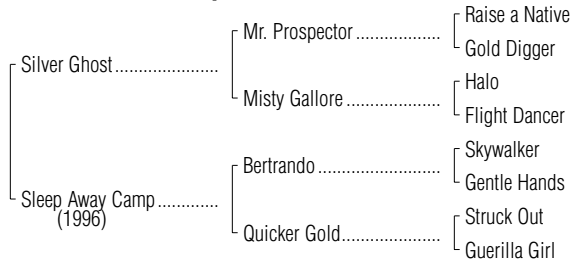 Raise a Native
Mr. Prospector ..................
Gold Digger
Silver Ghost ......................
Halo
Misty Gallore ....................
Flight Dancer
Skywalker
Bertrando .........................
Gentle Hands
Sleep Away Camp .............
(1996)
Struck Out
Quicker Gold.....................
Guerilla Girl